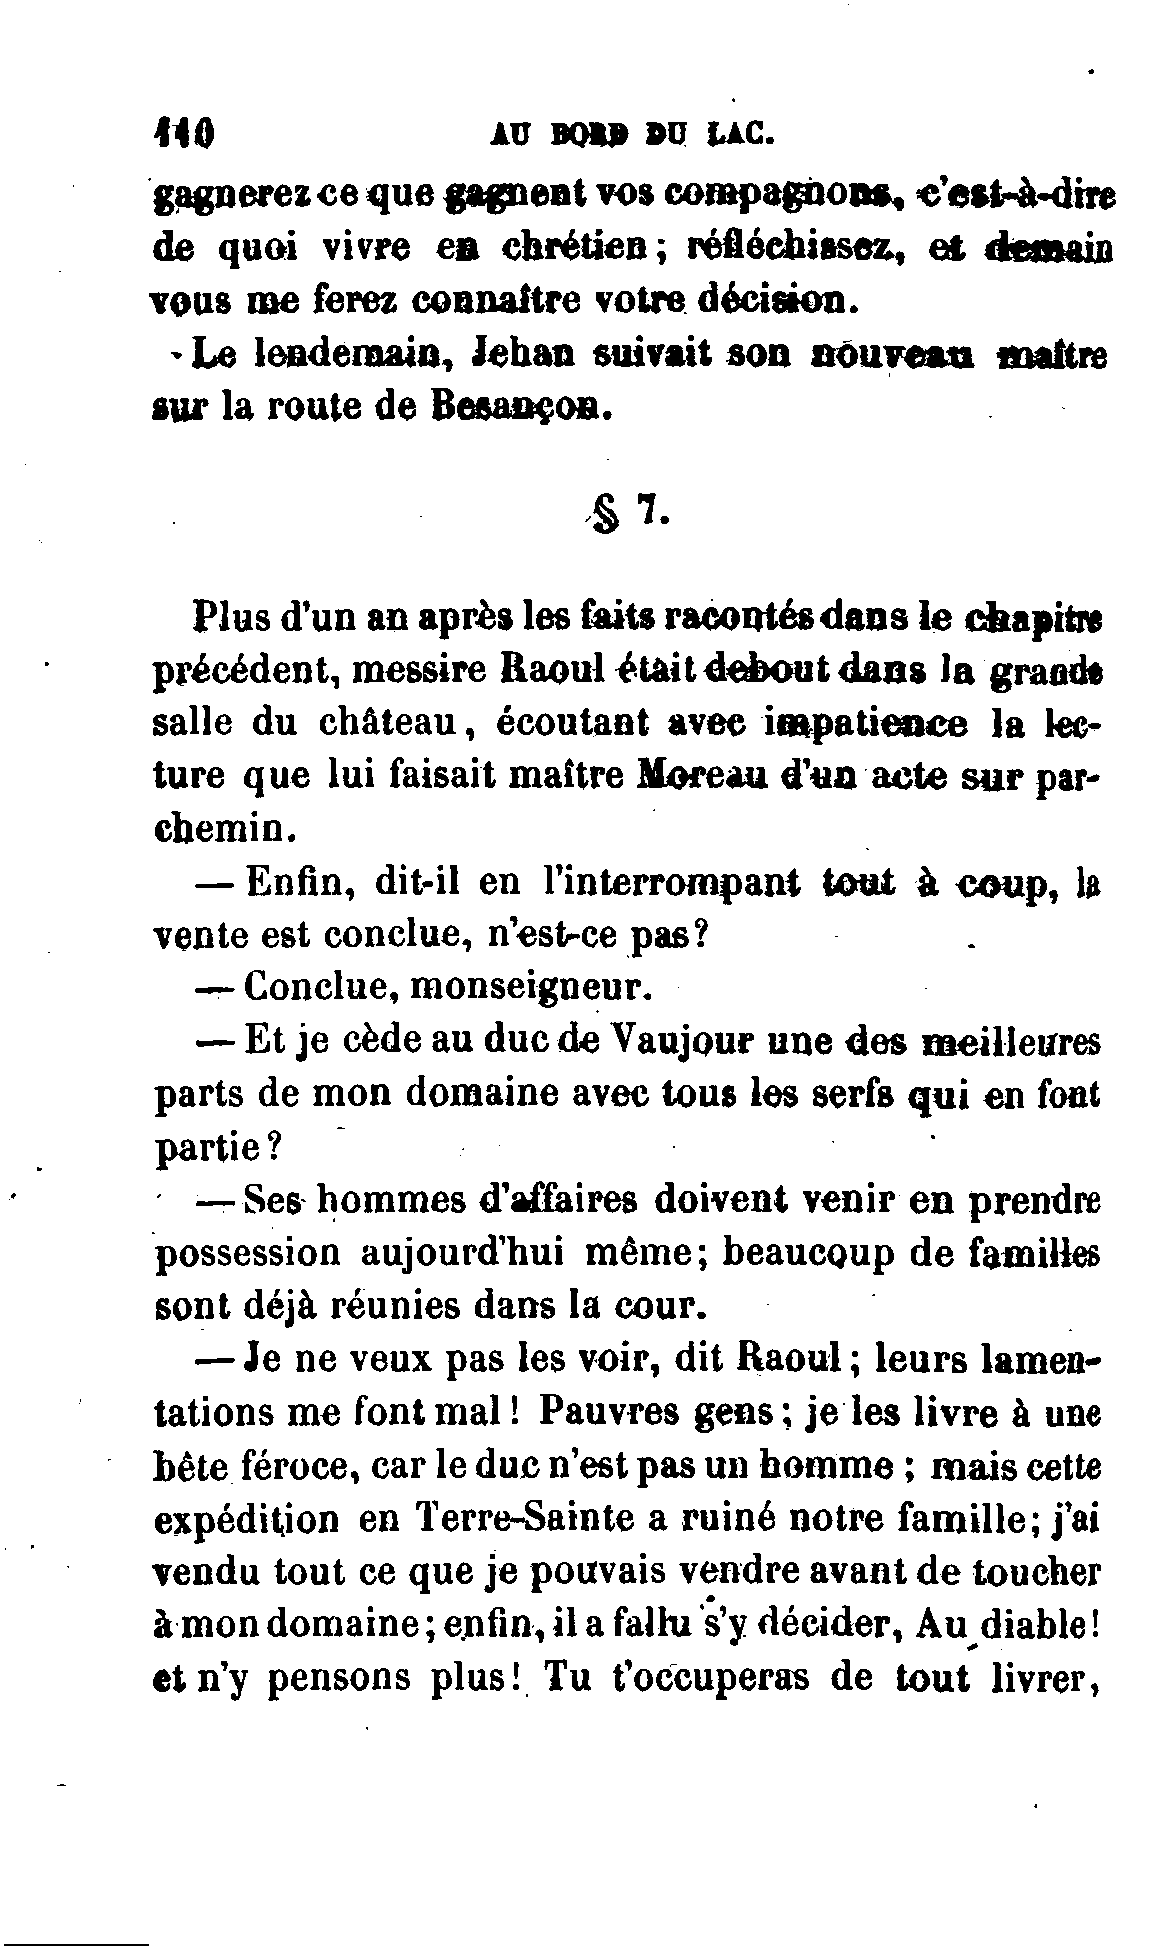 110 AU BORD DU LAC.
gagnerez ce que gagnent vos compagnons, c'est-à-dire
de quoi vivre en chrétien; réfléchissez, et demain
vous me ferez connaître votre décision.
Le lendemain, Jehan suivait son nouveau maître
sur la route de Besançon.
§ 7.
Plus d'un an après les faits racontés dans le chapitre
précédent, messire Raoul était debout dans la grande
salle du château, écoutant avec impatience la lec-
ture que lui faisait maître Moreau d'un acte sur par-
chemin.
— Enfin, dit-il en l'interrompant tout à coup, la
vente est conclue, n'est-ce pas?
— Conclue, monseigneur.
— Et je cède au duc de Vaujour une des meilleures
parts de mon domaine avec tous les serfs qui en font
partie?
— Ses hommes d'affaires doivent venir en prendre
possession aujourd'hui même; beaucoup de familles
sont déjà réunies dans la cour.
— Je ne veux pas les voir, dit Raoul; leurs lamen-
tations me font mal! Pauvres gens; je les livre à une
bête féroce, car le duc n'est pas un homme; mais cette
expédition en Terre-Sainte a ruiné notre famille; j'ai
vendu tout ce que je pouvais vendre avant de toucher
à mon domaine; enfin, il a fallu s'y décider, Au diable!
et n'y pensons plus! Tu t'occuperas de tout livrer,